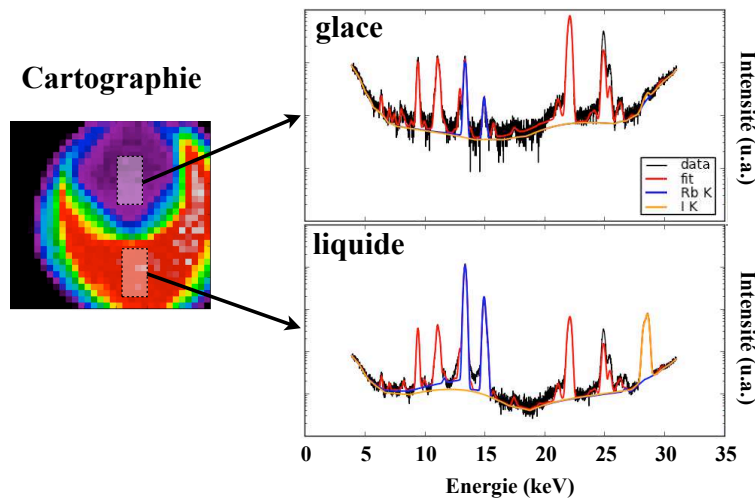 glace
Cartographie
Intensité (u.a.)
data
fit
Rb K
I K
liquide
Intensité (u.a.)
0 5 10 15 20 25 30 35
Energie (keV)